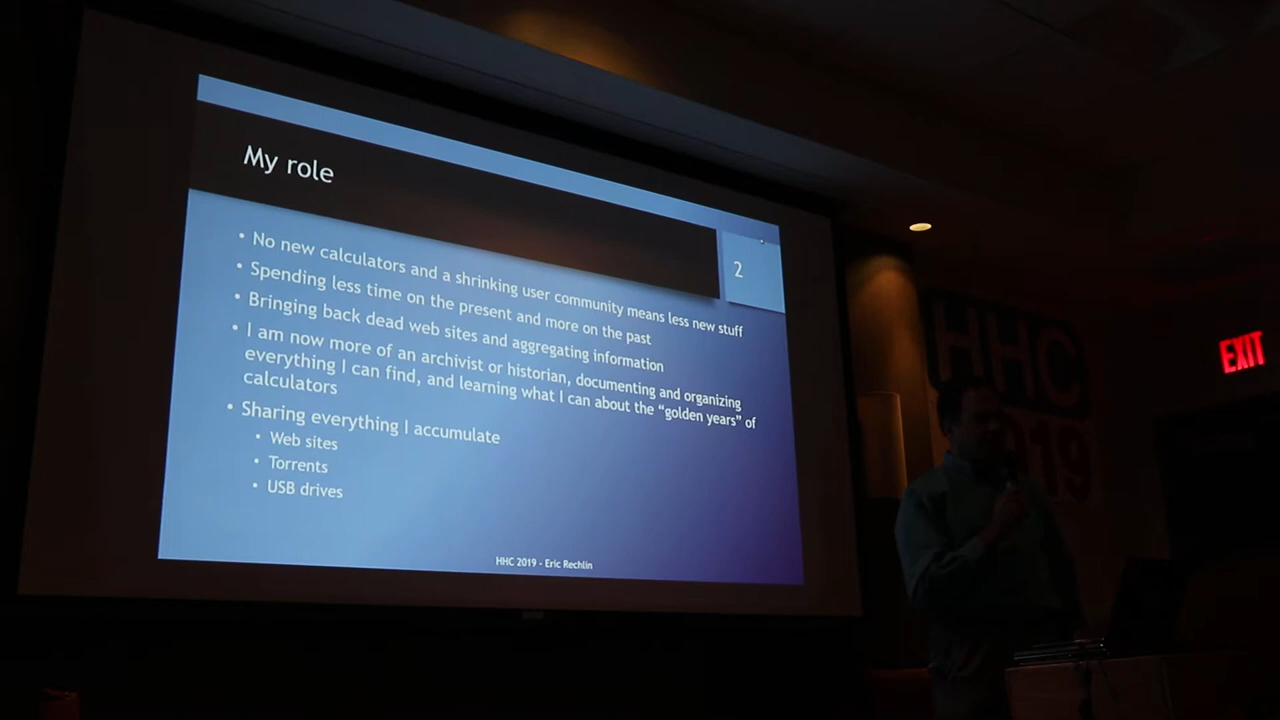 My role
2
• No new calculators and a shrinking user community means less new stuff
• Spending less time on the present and more on the past
• Bringing back dead web sites and aggregating information
• I am now more of an archivist or historian, documenting and organizing
everything I can find, and learning what I can about the “golden years” of
calculators
• Sharing everything I accumulate
• Web sites
• Torrents
• USB drives
HHC 2019 - Eric Rechlin
EXIT
HHC
2019